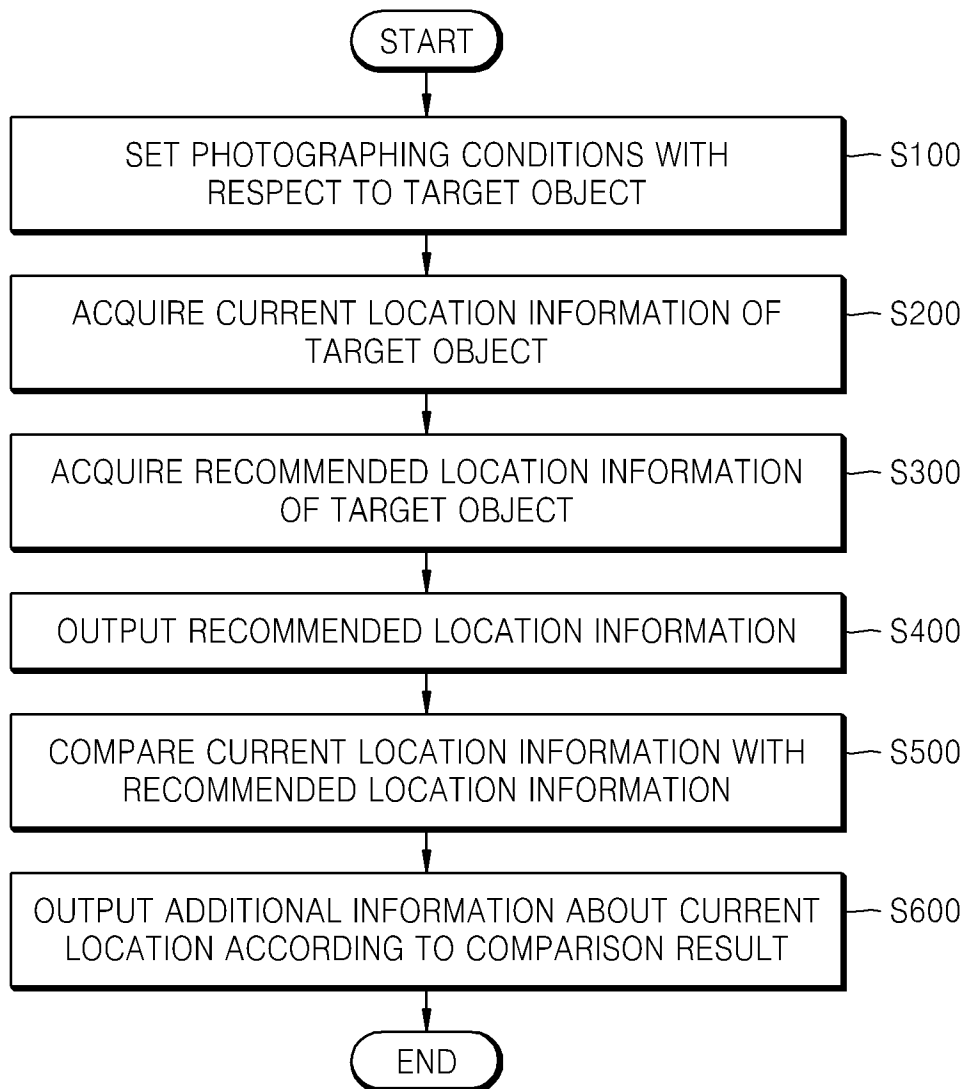 START
SET PHOTOGRAPHING CONDITIONS WITH
RESPECT TO TARGET OBJECT
S100
ACQUIRE CURRENT LOCATION INFORMATION OF
TARGET OBJECT
S200
ACQUIRE RECOMMENDED LOCATION INFORMATION
OF TARGET OBJECT
S300
OUTPUT RECOMMENDED LOCATION INFORMATION
S400
COMPARE CURRENT LOCATION INFORMATION WITH
RECOMMENDED LOCATION INFORMATION
S500
OUTPUT ADDITIONAL INFORMATION ABOUT CURRENT
LOCATION ACCORDING TO COMPARISON RESULT
S600
END